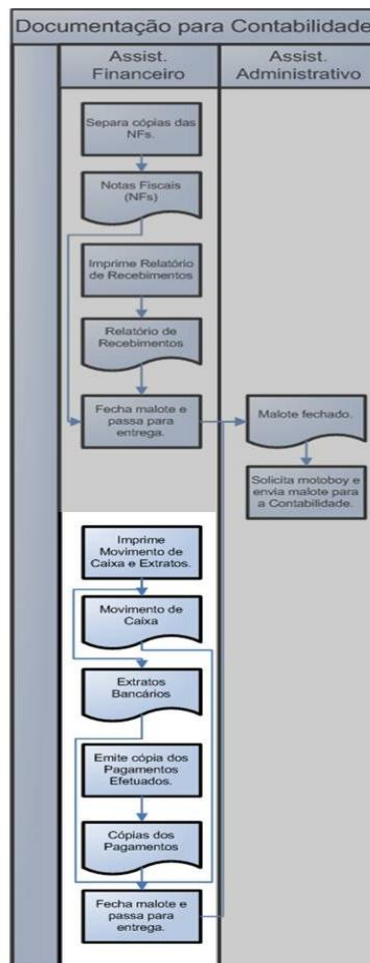 Documentação para Contabilidade
Assist.
Financeiro
Assist.
Administrativo
Separa cópias das
NFs.
Notas Fiscais
(NFs)
Imprime Relatório
de Recebimentos
Relatório de
Recebimentos
Fecha malote e
passa para
entrega.
Malote fechado.
Solicita motoboy e
envia malote para
a Contabilidade.
Imprime
Movimento de
Caixa e Extratos.
Movimento de
Caixa
Extratos
Bancários
Emite cópia dos
Pagamentos
Efetuados.
Cópias dos
Pagamentos
Fecha malote e
passa para
entrega.